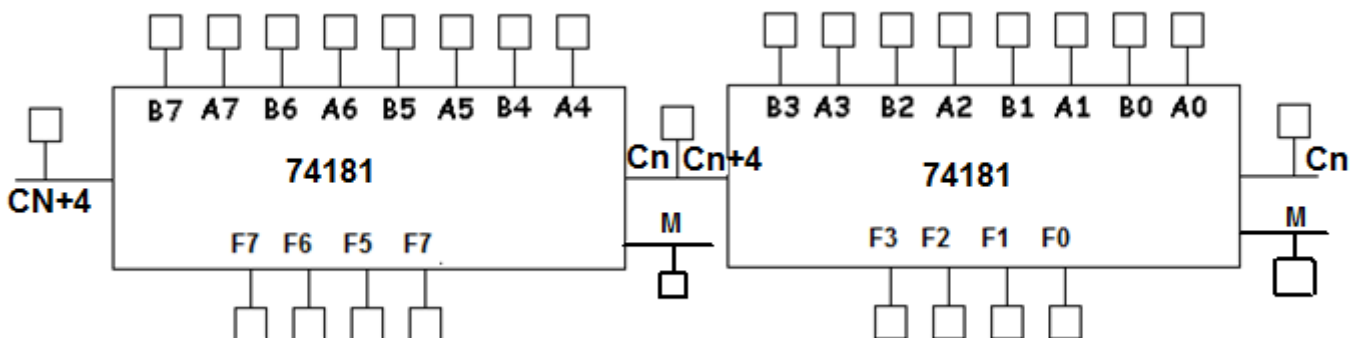 B7 A7 B6 A6 B5 A5 B4 A4
B3 A3 B2 A2 B1 A1 B0 A0
CN+4
74181
Cn
Cn+4
74181
Cn
M
M
F7 F6 F5 F7
F3 F2 F1 F0